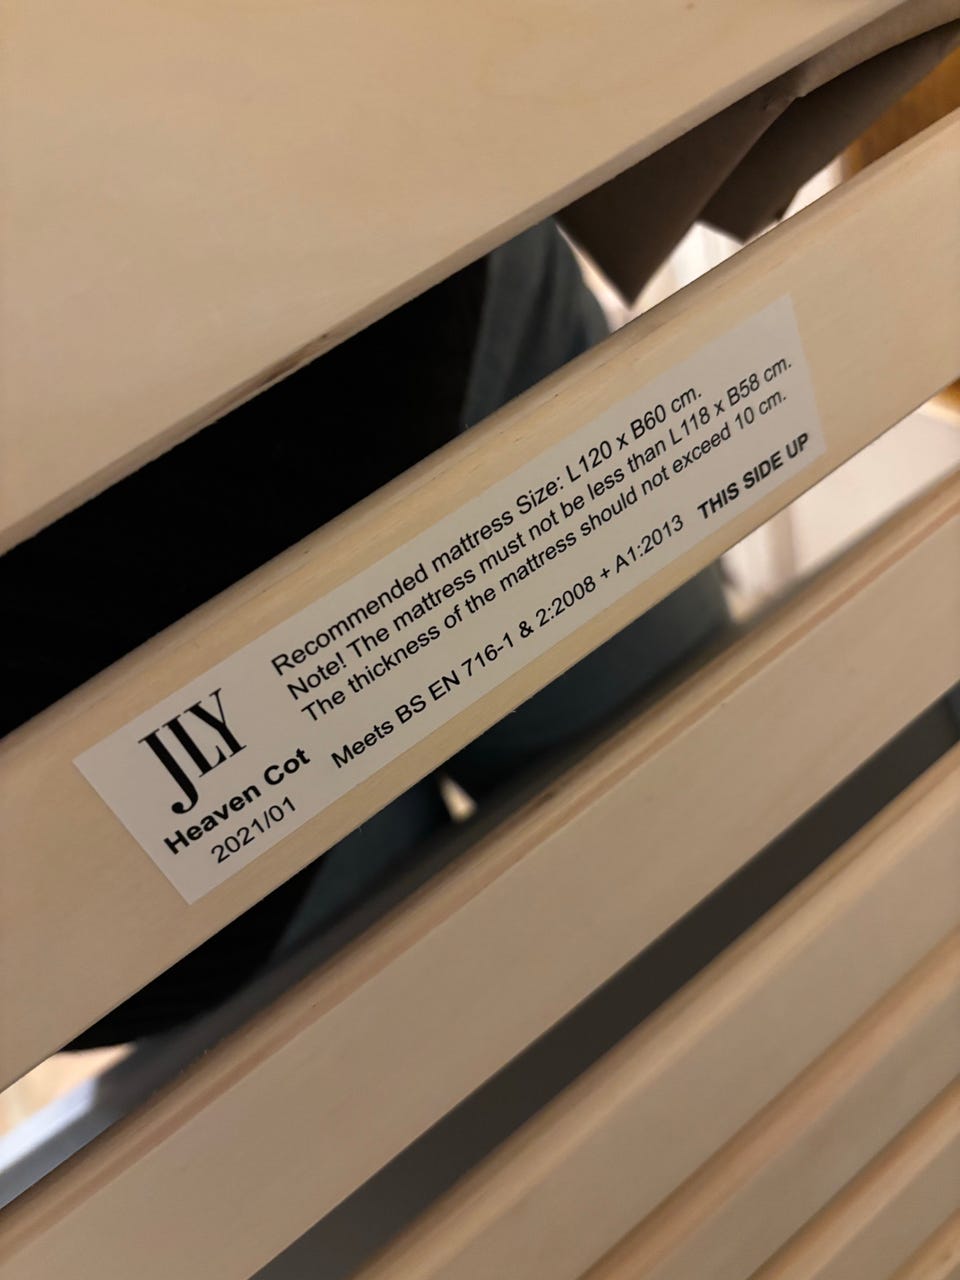 JLY
Heaven Cot
2021/01
Recommended mattress Size: L120 x B60 cm.
Note! The mattress must not be less than L118 x B58 cm.
The thickness of the mattress should not exceed 10 cm.
Meets BS EN 716-1 & 2:2008 + A1:2013 THIS SIDE UP